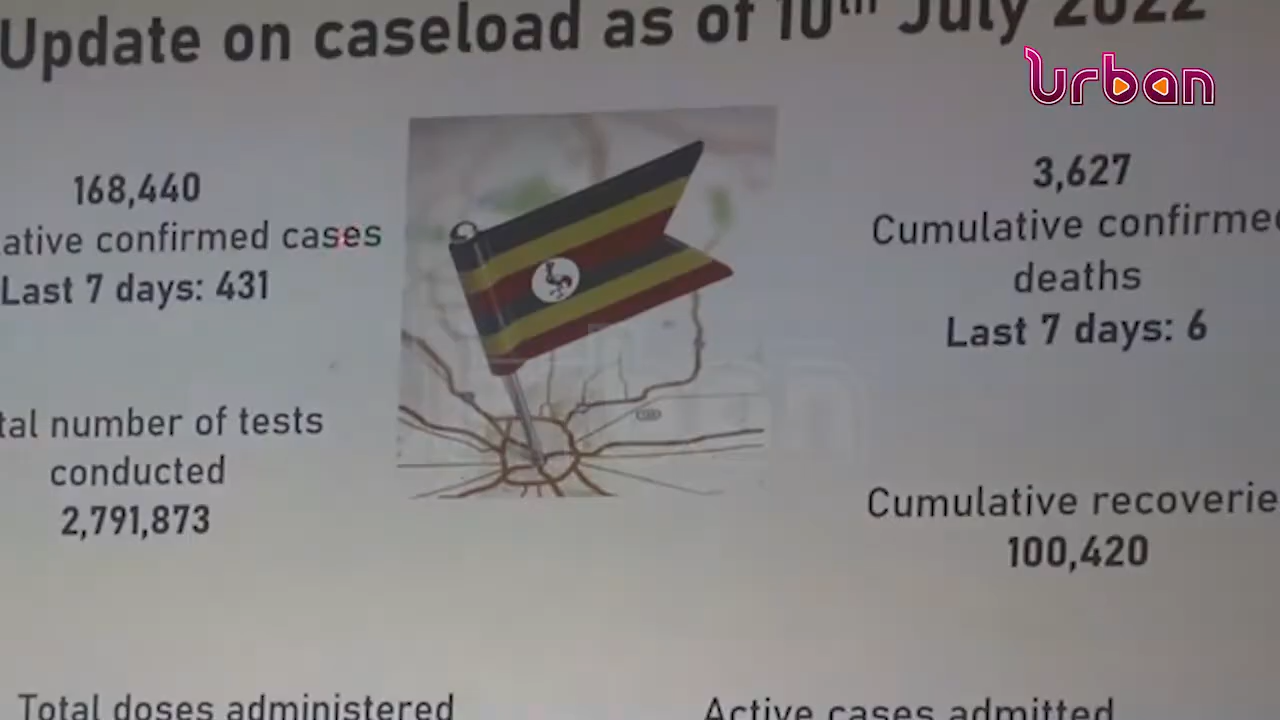 Update on caseload as of 10th July 2022
Urban
168,440
ative confirmed cases
Last 7 days: 431
3,627
Cumulative confirme
deaths
Last 7 days: 6
tal number of tests
conducted
2,791,873
Cumulative recoverie
100,420
Total doses administered
Active cases admitted